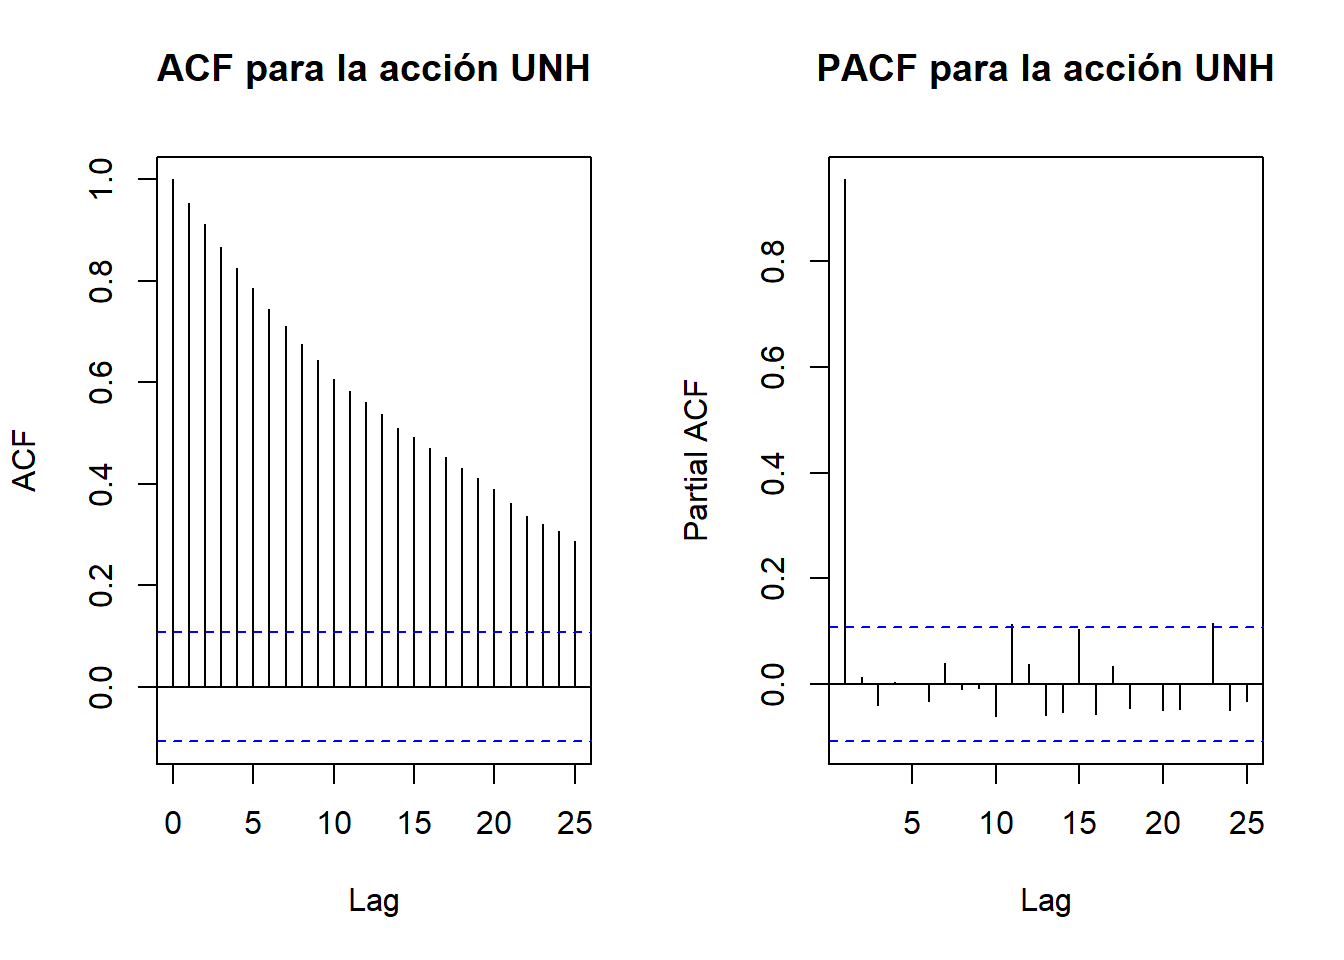 ACF para la acción UNH
ACF
0.0 0.2 0.4 0.6 0.8 1.0
0 5 10 15 20 25
Lag
PACF para la acción UNH
Partial ACF
0.0 0.2 0.4 0.6 0.8
5 10 15 20 25
Lag